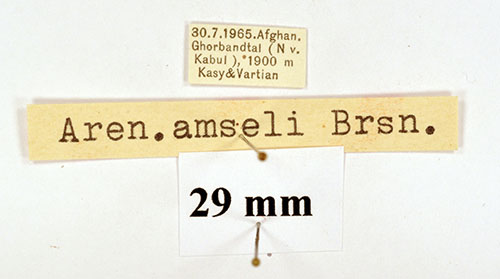 30.7.1965.Afghan.
Ghorbandtal (N v.
Kabul),*1900 m
Kasy&Vartian
Aren.amseli Brsn.
29 mm